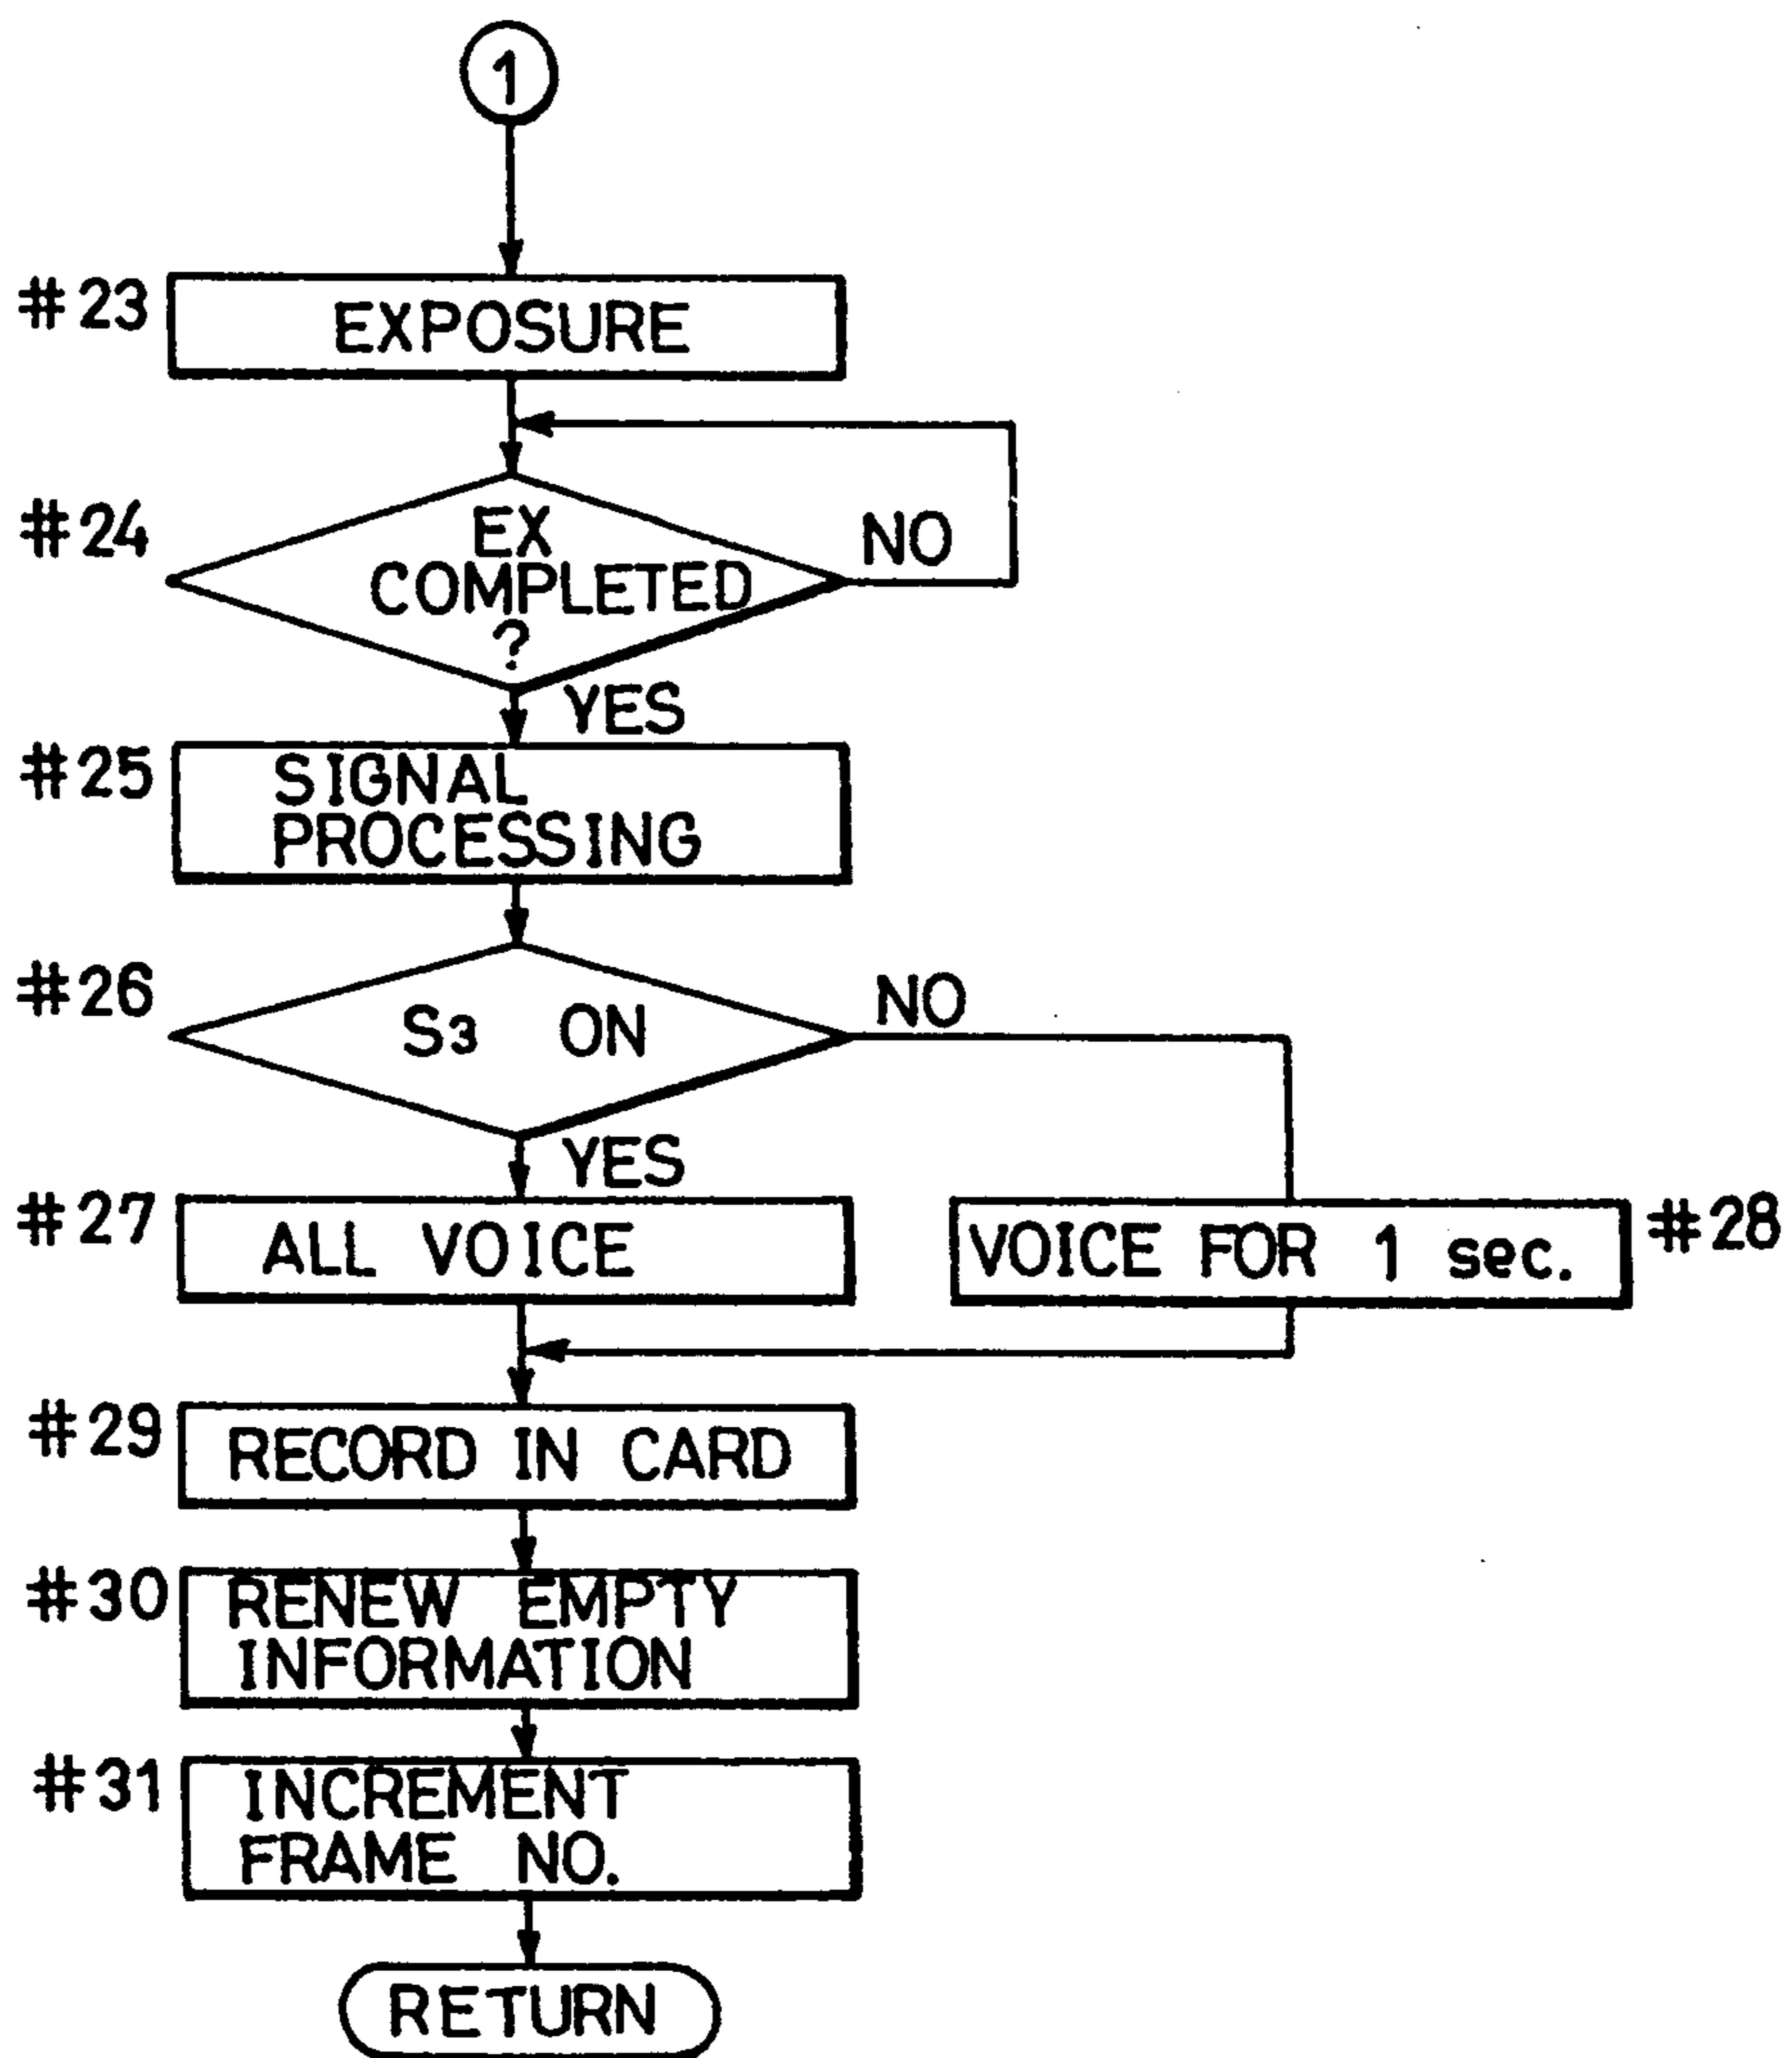 1
#23
EXPOSURE
#24
EX
COMPLETED
?
NO
YES
#25
SIGNAL
PROCESSING
#26
S3 ON
NO
YES
#27
ALL VOICE
VOICE FOR 1 sec.
#28
#29
RECORD IN CARD
#30
RENEW EMPTY
INFORMATION
#31
INCREMENT
FRAME NO.
RETURN